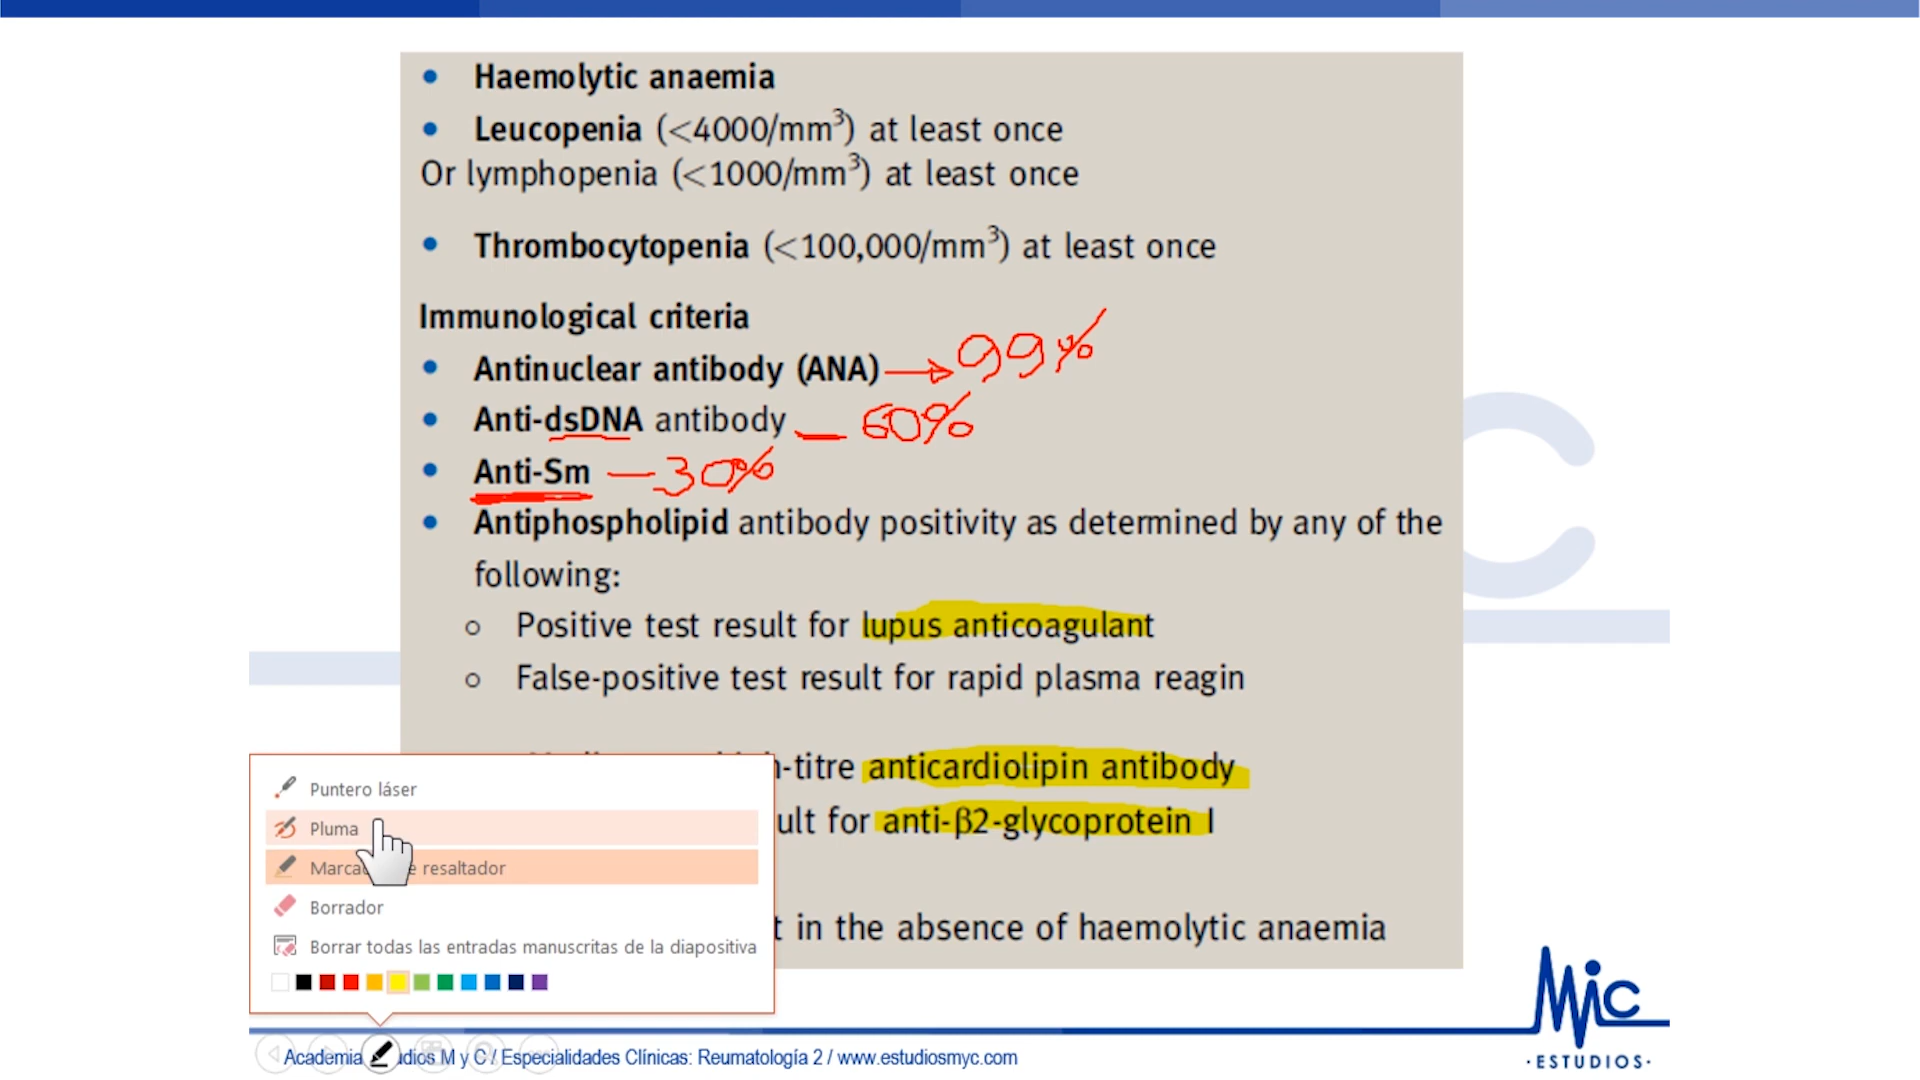 • Haemolytic anaemia
• Leucopenia (<4000/mm³) at least once
Or lymphopenia (<1000/mm³) at least once
• Thrombocytopenia (<100,000/mm³) at least once
Immunological criteria
• Antinuclear antibody (ANA) → 99%
• Anti-dsDNA antibody — 60%
• Anti-Sm — 30%
• Antiphospholipid antibody positivity as determined by any of the
following:
○ Positive test result for lupus anticoagulant
○ False-positive test result for rapid plasma reagin
-titre anticardiolipin antibody
for anti-β2-glycoprotein I
in the absence of haemolytic anaemia
Puntero láser
Pluma
resaltador
Borrador
Borrar todas las entradas manuscritas de la diapositiva
Academia M y C / Especialidades Clínicas: Reumatología 2 / www.estudiosmyc.com
MyC
·ESTUDIOS·